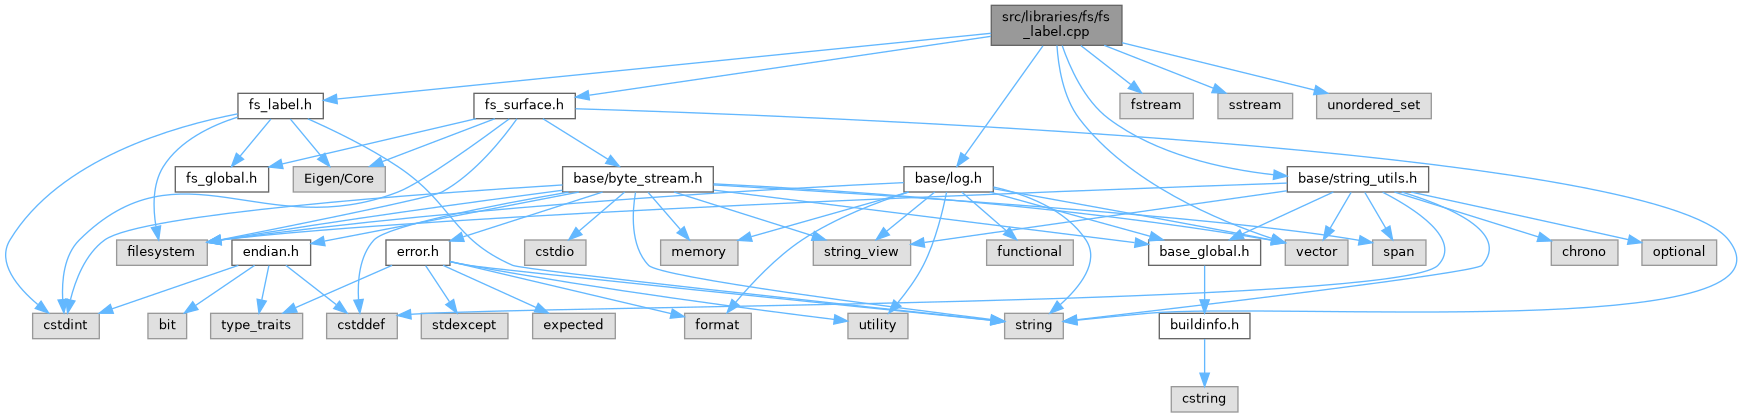 src/libraries/fs/fs
_label.cpp
fs_label.h
fs_surface.h
fstream
sstream
unordered_set
fs_global.h
Eigen/Core
base/byte_stream.h
base/log.h
base/string_utils.h
filesystem
endian.h
error.h
cstdio
memory
string_view
functional
base_global.h
vector
span
chrono
optional
cstdint
bit
type_traits
cstddef
stdexcept
expected
format
utility
string
buildinfo.h
cstring